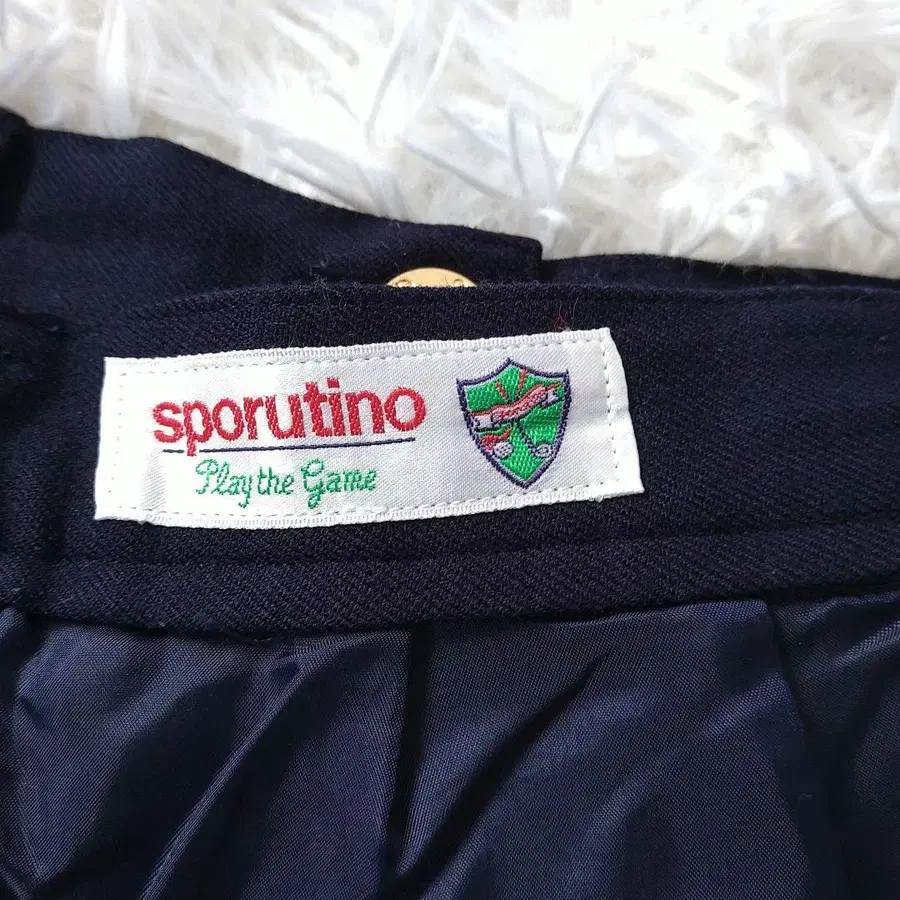 sporutino
Play the Game